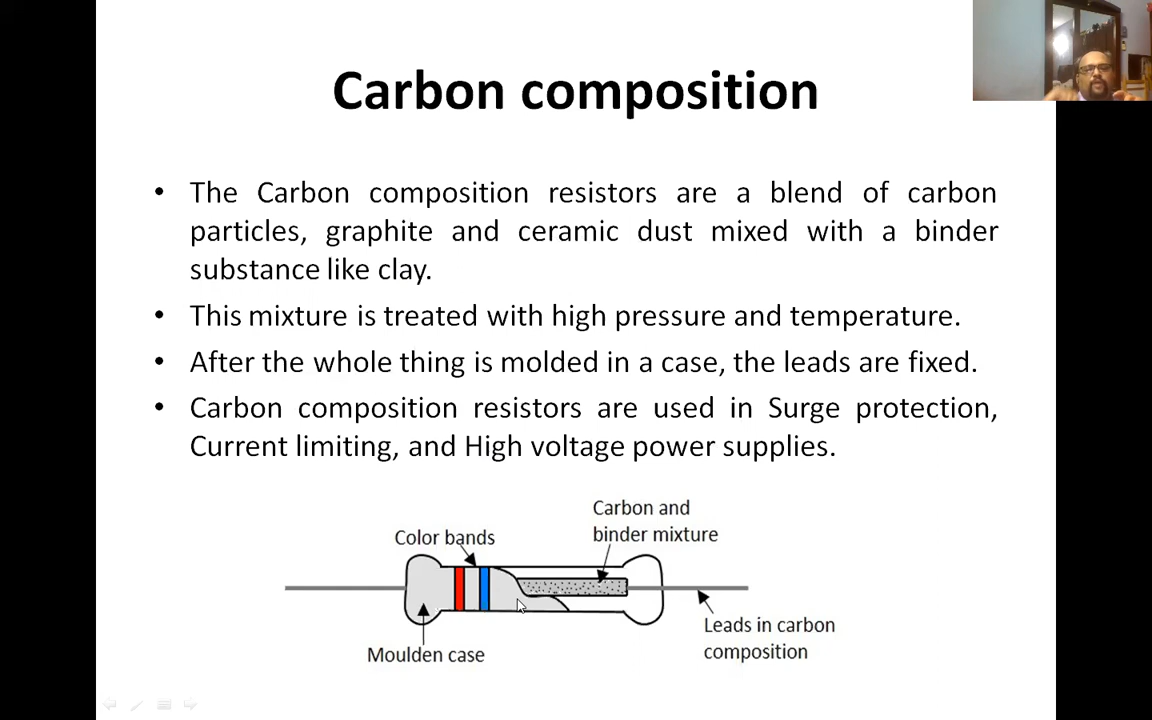 Carbon composition
• The Carbon composition resistors are a blend of carbon
particles, graphite and ceramic dust mixed with a binder
substance like clay.
• This mixture is treated with high pressure and temperature.
• After the whole thing is molded in a case, the leads are fixed.
• Carbon composition resistors are used in Surge protection,
Current limiting, and High voltage power supplies.
Carbon and
binder mixture
Color bands
Leads in carbon
composition
Moulden case